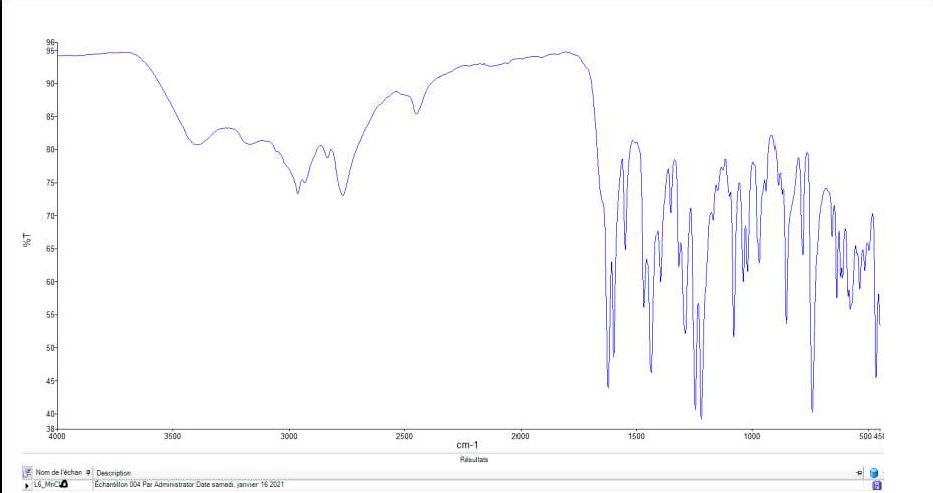 96
95
90
85
80
75
70
65
60
55
50
45
40
38
%T
4000 3500 3000 2500 2000 1500 1000 500 450
cm-1
Résultats
Nom de l'échan Description
Échantillon 004 Par Administrator Date samedi, janvier 16 2021